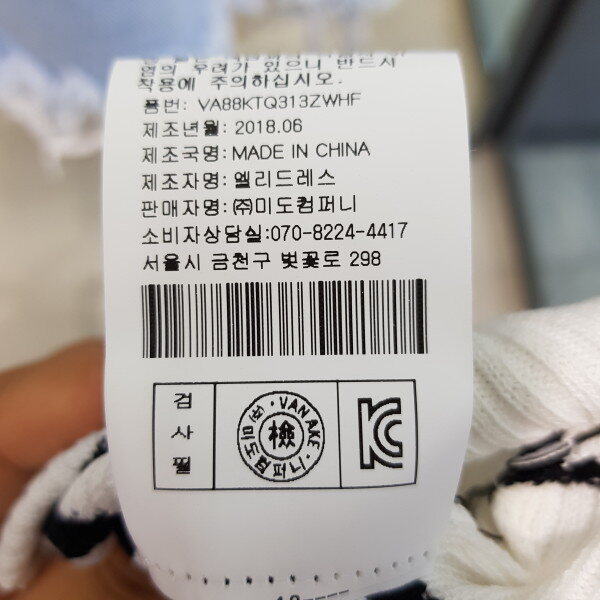 염의 우려가 있으니 반드시
착용에 주의하십시오.
품번: VA88KTQ313ZWHF
제조년월: 2018.06
제조국명: MADE IN CHINA
제조자명: 엘리드레스
판매자명: ㈜미도컴퍼니
소비자상담실:070-8224-4417
서울시 금천구 벚꽃로 298
검사필
· VAN AKE ·
㈜미도컴퍼니
檢
KC